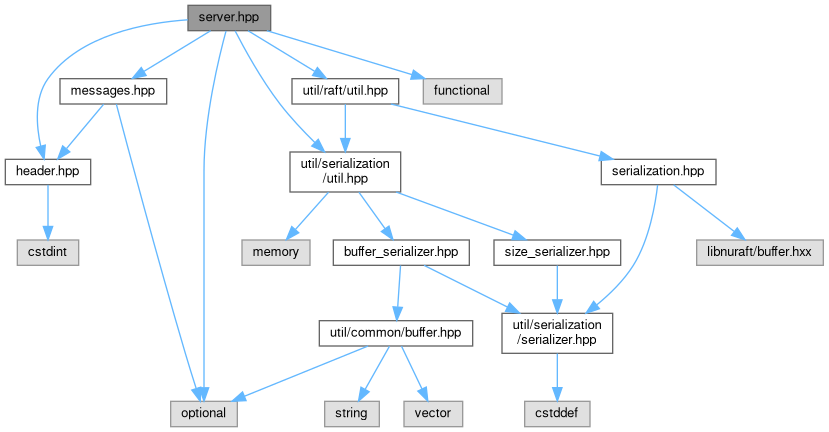 server.hpp
messages.hpp
util/raft/util.hpp
functional
header.hpp
util/serialization
/util.hpp
serialization.hpp
cstdint
memory
buffer_serializer.hpp
size_serializer.hpp
libnuraft/buffer.hxx
util/common/buffer.hpp
util/serialization
/serializer.hpp
optional
string
vector
cstddef